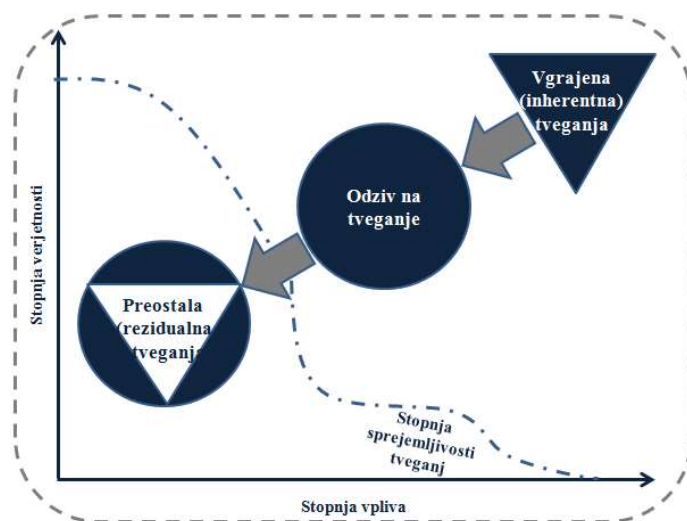 Vgrajena
(inherentna)
tveganja
Odziv na
tveganje
Preostala
(rezidualna
tveganja
Stopnja
sprejemljivosti
tveganj
Stopnja verjetnosti
Stopnja vpliva